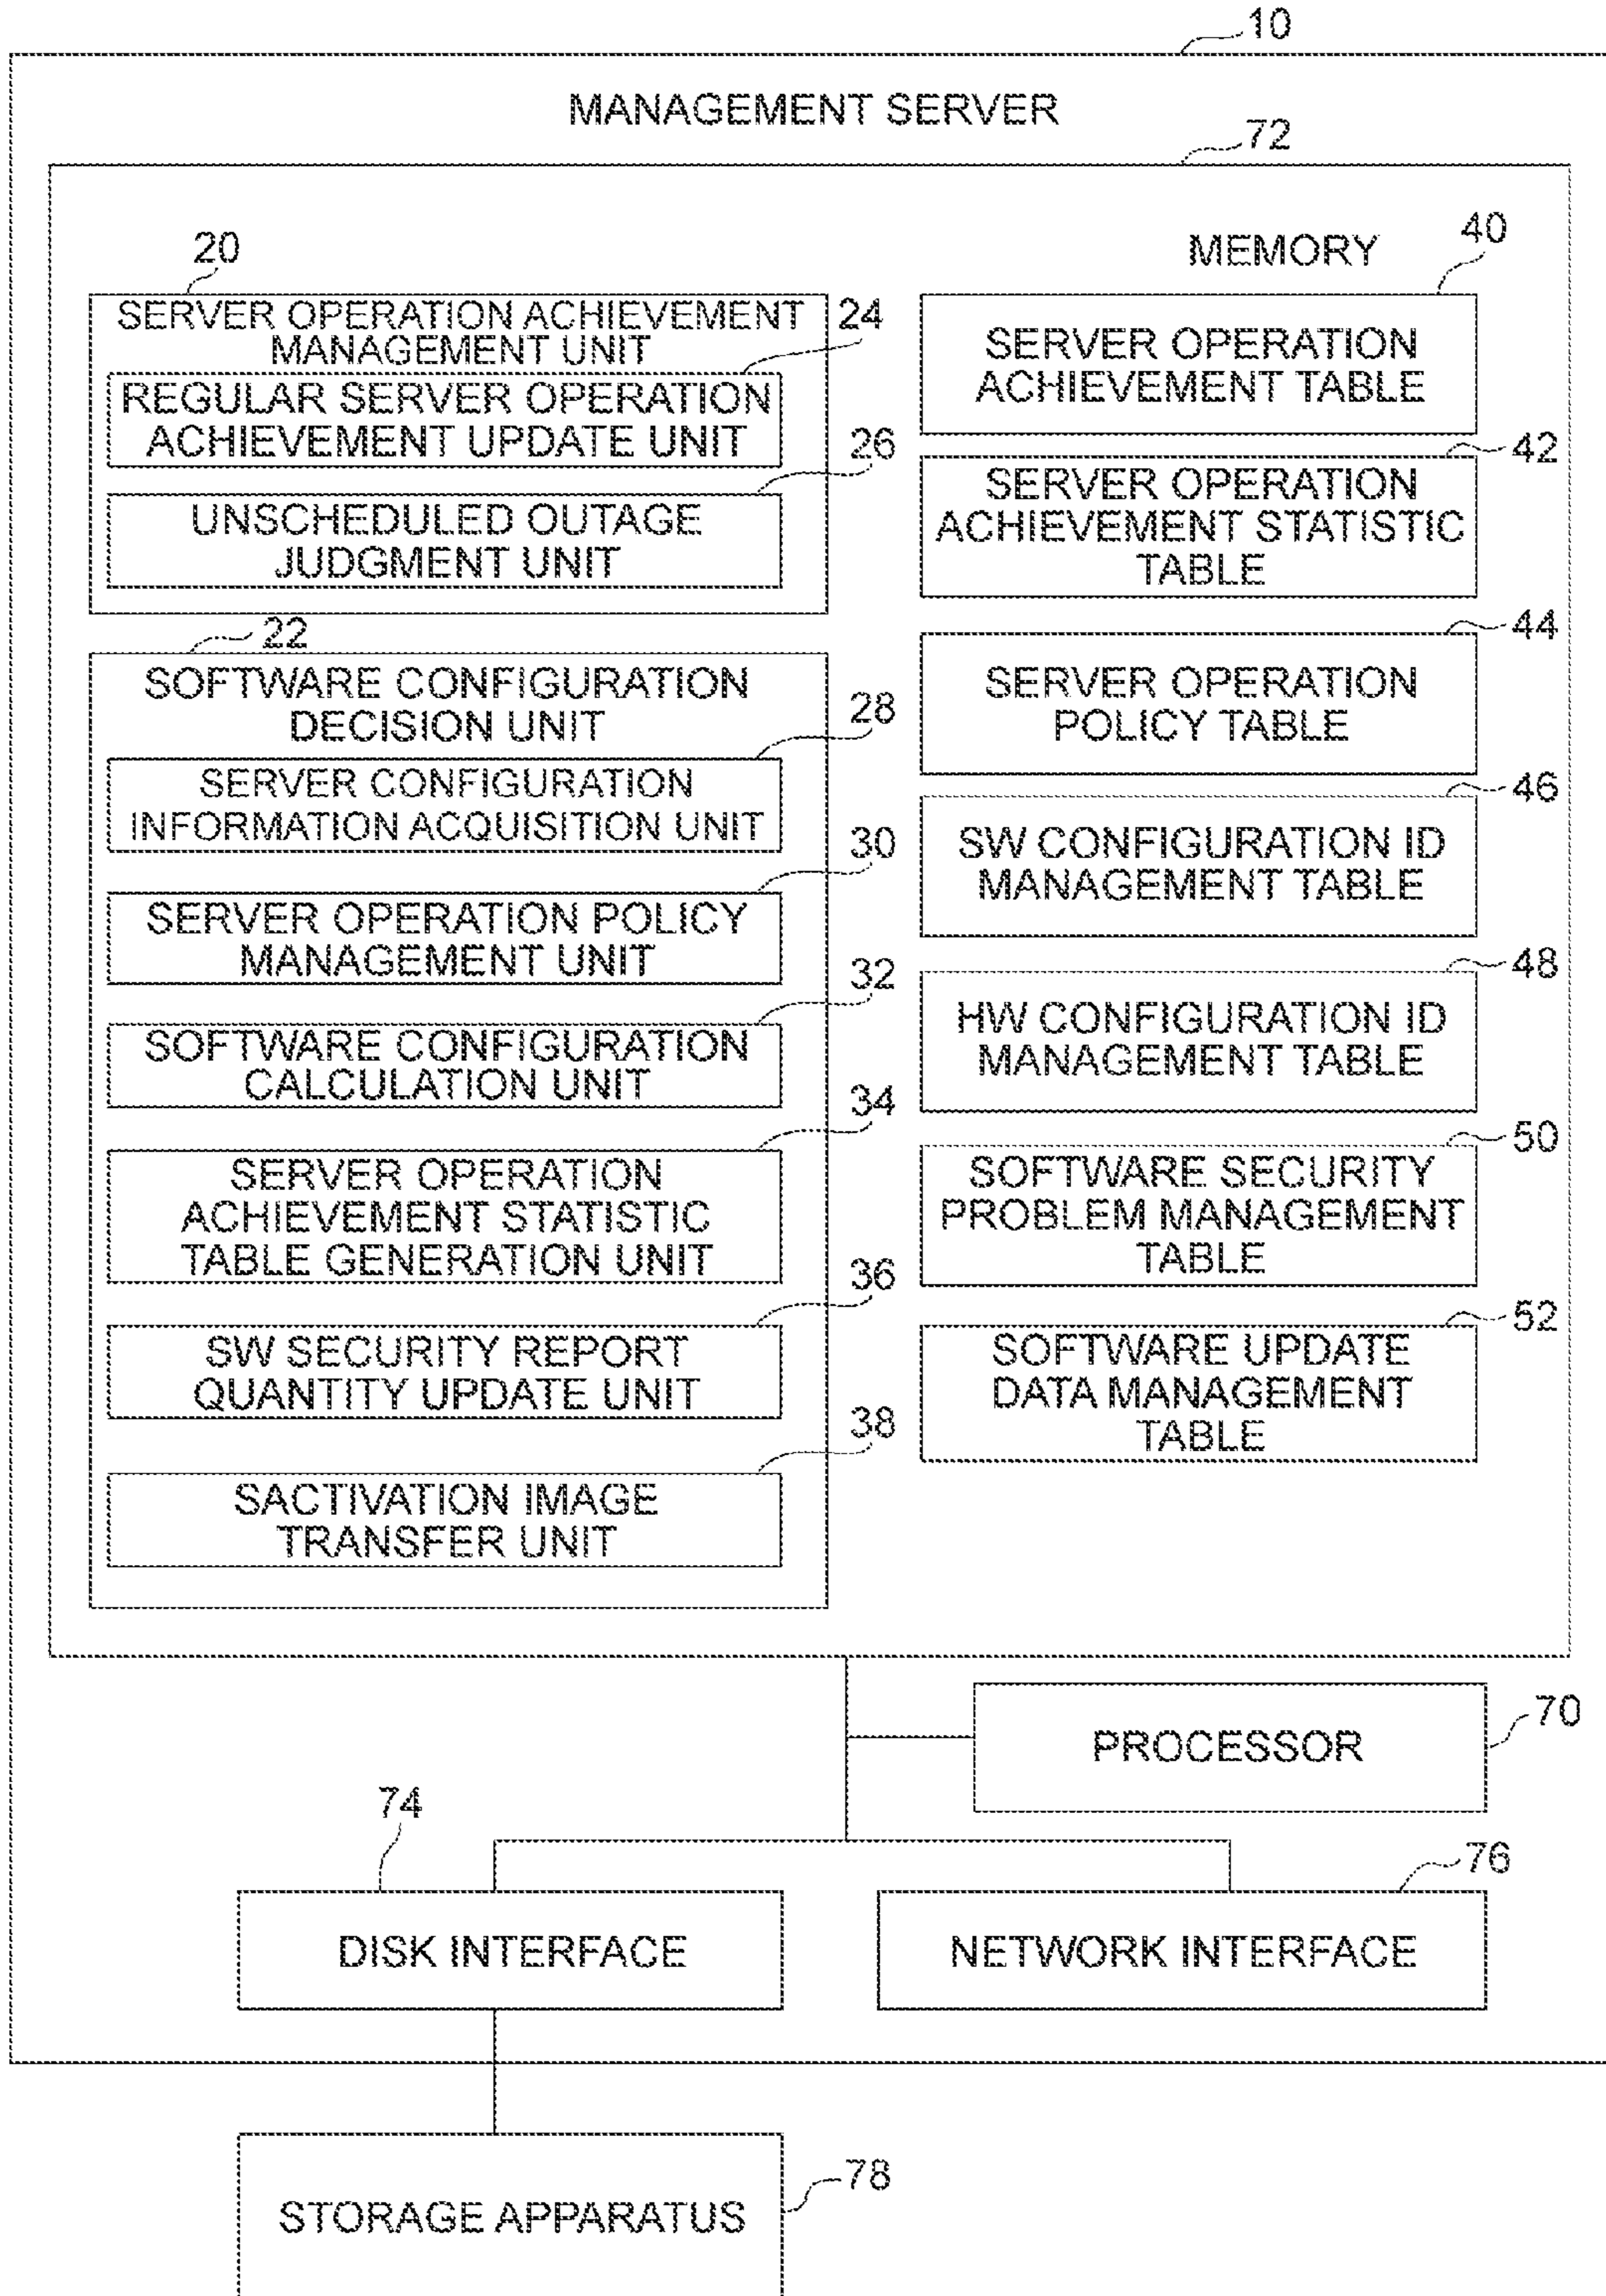 10
MANAGEMENT SERVER
72
MEMORY
20
SERVER OPERATION ACHIEVEMENT
MANAGEMENT UNIT
24
REGULAR SERVER OPERATION
ACHIEVEMENT UPDATE UNIT
26
UNSCHEDULED OUTAGE
JUDGMENT UNIT
22
SOFTWARE CONFIGURATION
DECISION UNIT
28
SERVER CONFIGURATION
INFORMATION ACQUISITION UNIT
30
SERVER OPERATION POLICY
MANAGEMENT UNIT
32
SOFTWARE CONFIGURATION
CALCULATION UNIT
34
SERVER OPERATION
ACHIEVEMENT STATISTIC
TABLE GENERATION UNIT
36
SW SECURITY REPORT
QUANTITY UPDATE UNIT
38
SACTIVATION IMAGE
TRANSFER UNIT
40
SERVER OPERATION
ACHIEVEMENT TABLE
42
SERVER OPERATION
ACHIEVEMENT STATISTIC
TABLE
44
SERVER OPERATION
POLICY TABLE
46
SW CONFIGURATION ID
MANAGEMENT TABLE
48
HW CONFIGURATION ID
MANAGEMENT TABLE
50
SOFTWARE SECURITY
PROBLEM MANAGEMENT
TABLE
52
SOFTWARE UPDATE
DATA MANAGEMENT
TABLE
PROCESSOR
70
74
DISK INTERFACE
76
NETWORK INTERFACE
STORAGE APPARATUS
78